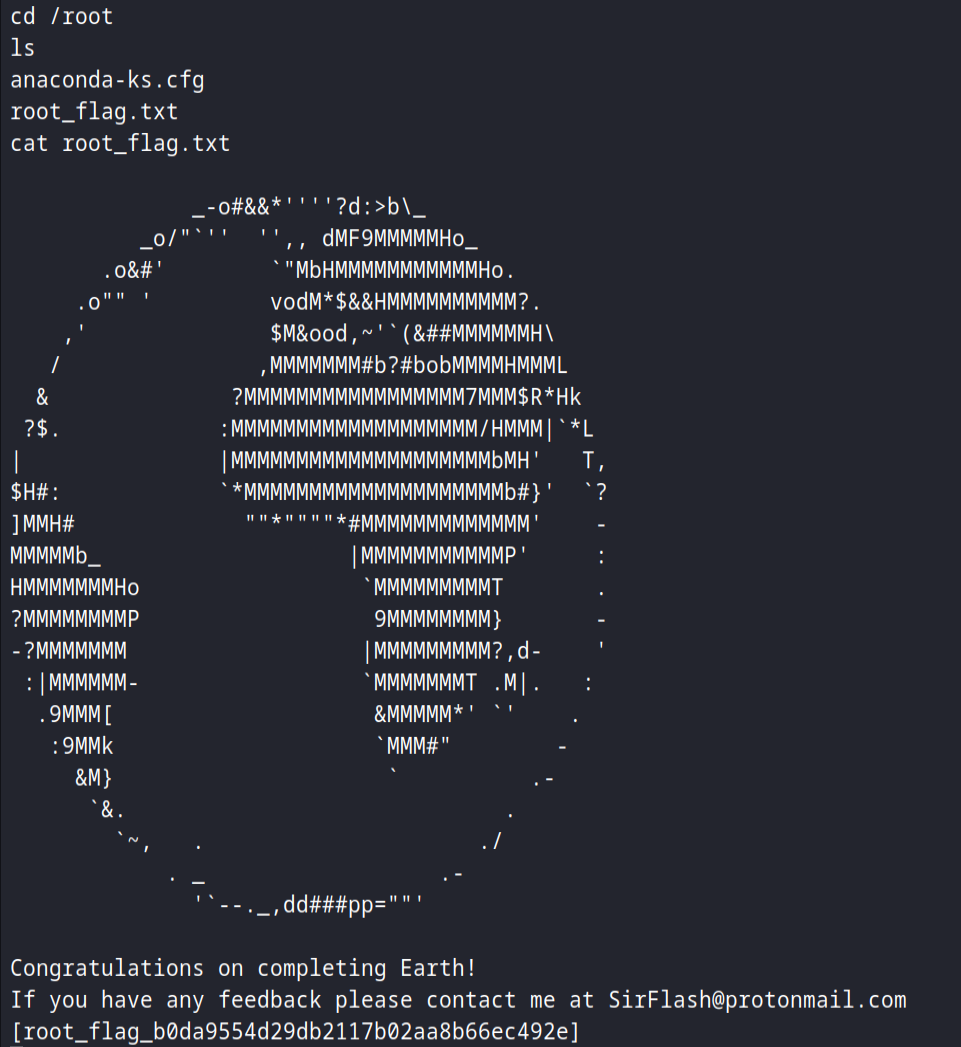 cd /root
ls
anaconda-ks.cfg
root_flag.txt
cat root_flag.txt

              _-o#&&*''''?d:>b\_
          _o/"`''  '',, dMF9MMMMMHo_
       .o&#'        `"MbHMMMMMMMMMMMHo.
     .o"" '         vodM*$&&HMMMMMMMMMM?.
    ,'              $M&ood,~'`(&##MMMMMMH\
   /               ,MMMMMMM#b?#bobMMMMHMMML
  &              ?MMMMMMMMMMMMMMMMM7MMM$R*Hk
 ?$.            :MMMMMMMMMMMMMMMMMMM/HMMM|`*L
|               |MMMMMMMMMMMMMMMMMMMMbMH'   T,
$H#:            `*MMMMMMMMMMMMMMMMMMMMb#}'  `?
]MMH#             ""*""""*#MMMMMMMMMMMMM'    -
MMMMMb_                   |MMMMMMMMMMMP'     :
HMMMMMMMHo                 `MMMMMMMMMT       .
?MMMMMMMMP                  9MMMMMMMM}       -
-?MMMMMMM                  |MMMMMMMMM?,d-    '
 :|MMMMMM-                 `MMMMMMMT .M|.   :
  .9MMM[                    &MMMMM*' `'    .
   :9MMk                    `MMM#"        -
     &M}                     `          .-
      `&.                             .
        `~,   .                     ./
            . _                  .-
              '`--._,dd###pp=""'

Congratulations on completing Earth!
If you have any feedback please contact me at SirFlash@protonmail.com
[root_flag_b0da9554d29db2117b02aa8b66ec492e]